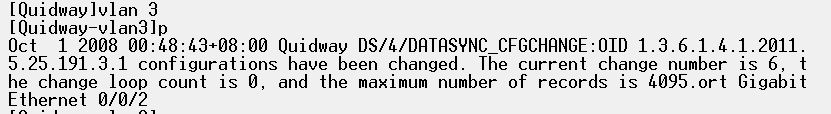 [Quidway]vlan 3
[Quidway-vlan3]p
Oct  1 2008 00:48:43+08:00 Quidway DS/4/DATASYNC_CFGCHANGE:OID 1.3.6.1.4.1.2011.
5.25.191.3.1 configurations have been changed. The current change number is 6, t
he change loop count is 0, and the maximum number of records is 4095.ort Gigabit
Ethernet 0/0/2